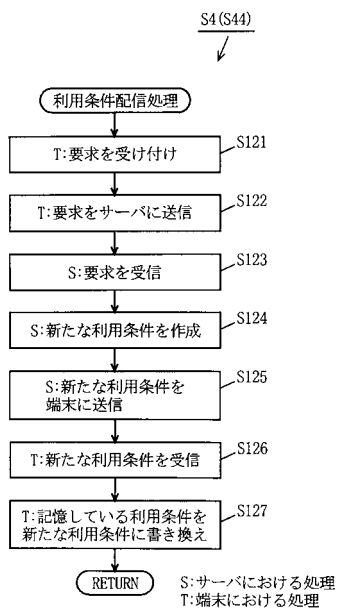 S4(S44)
利用条件配信処理
T:要求を受け付け
S121
T:要求をサーバに送信
S122
S:要求を受信
S123
S:新たな利用条件を作成
S124
S:新たな利用条件を
端末に送信
S125
T:新たな利用条件を受信
S126
T:記憶している利用条件を
新たな利用条件に書き換え
S127
RETURN
S:サーバにおける処理
T:端末における処理